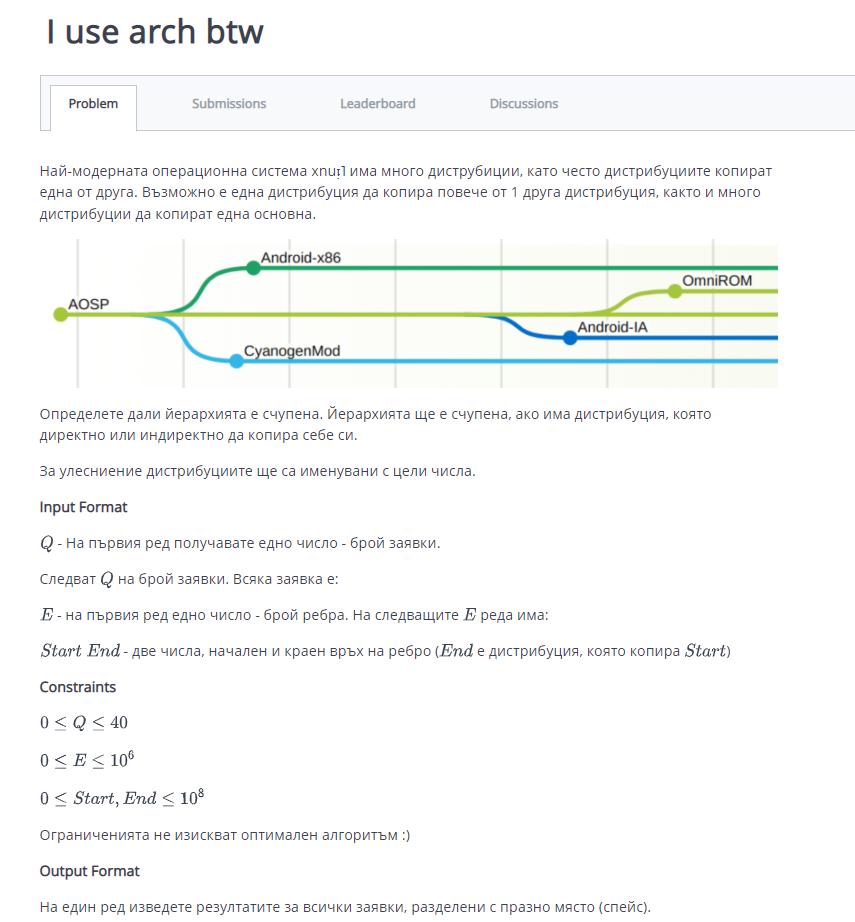 I use arch btw
Problem
Submissions
Leaderboard
Discussions
Най-модерната операционна система xnuᴉ̣l има много диструбиции, като често дистрибуциите копират
една от друга. Възможно е една дистрибуция да копира повече от 1 друга дистрибуция, както и много
дистрибуции да копират една основна.
Android-x86
OmniROM
AOSP
Android-IA
CyanogenMod
Определете дали йерархията е счупена. Йерархията ще е счупена, ако има дистрибуция, която
директно или индиректно да копира себе си.
За улесниение дистрибуциите ще са именувани с цели числа.
Input Format
Q - На първия ред получавате едно число - брой заявки.
Следват Q на брой заявки. Всяка заявка е:
E - на първия ред едно число - брой ребра. На следващите E реда има:
Start End - две числа, начален и краен връх на ребро (End е дистрибуция, която копира Start)
Constraints
0 ≤ Q ≤ 40
0 ≤ E ≤ 10⁶
0 ≤ Start, End ≤ 10⁸
Ограниченията не изискват оптимален алгоритъм :)
Output Format
На един ред изведете резултатите за всички заявки, разделени с празно място (спейс).